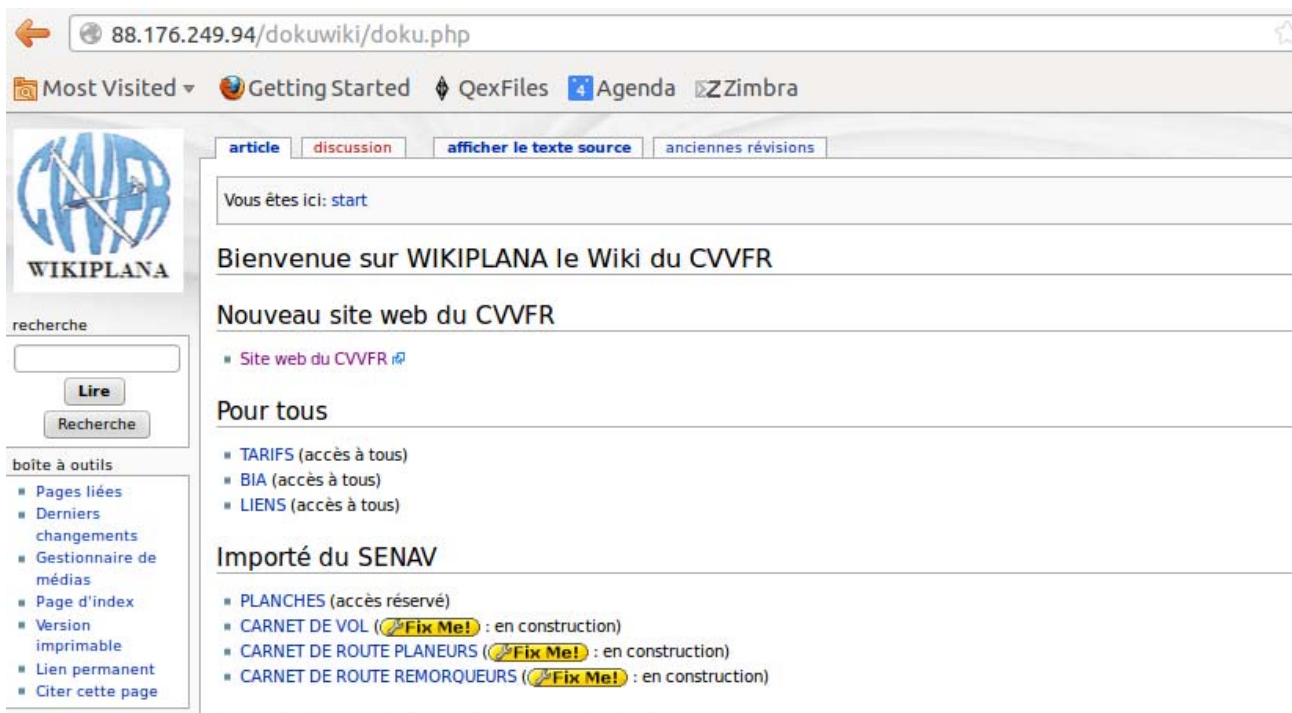 88.176.249.94/dokuwiki/doku.php
Most Visited Getting Started QexFiles 4 Agenda Zimbra
CVVFR
WIKIPLANA
article discussion afficher le texte source anciennes révisions
Vous êtes ici: start
Bienvenue sur WIKIPLANA le Wiki du CVVFR
Nouveau site web du CVVFR
Site web du CVVFR
Pour tous
TARIFS (accès à tous)
BIA (accès à tous)
LIENS (accès à tous)
Importé du SENAV
PLANCHES (accès réservé)
CARNET DE VOL (Fix Me! : en construction)
CARNET DE ROUTE PLANEURS (Fix Me! : en construction)
CARNET DE ROUTE REMORQUEURS (Fix Me! : en construction)
recherche
Lire
Recherche
boîte à outils
Pages liées
Derniers
changements
Gestionnaire de
médias
Page d'index
Version
imprimable
Lien permanent
Citer cette page